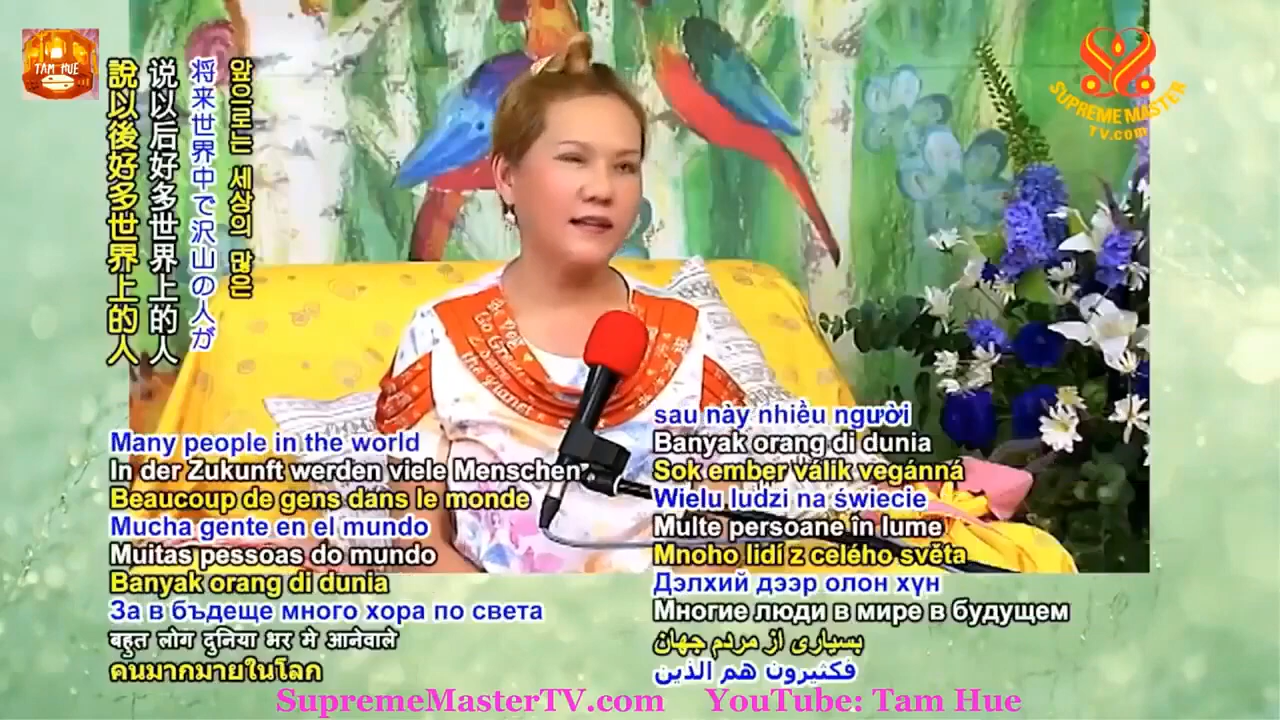 TAM HUE
SUPREME MASTER
TV.com
앞으로는 세상의 많은
将来世界中で沢山の人が
说以后好多世界上的人
說以後好多世界上的人
Be Veg
Go Green
the Planet
Many people in the world
In der Zukunft werden viele Menschen
Beaucoup de gens dans le monde
Mucha gente en el mundo
Muitas pessoas do mundo
Banyak orang di dunia
За в бъдеще много хора по света
बहुत लोग दुनिया भर मे आनेवाले
คนมากมายในโลก
sau này nhiều người
Banyak orang di dunia
Sok ember válik vegánná
Wielu ludzi na świecie
Multe persoane în lume
Mnoho lidí z celého světa
Дэлхий дээр олон хүн
Многие люди в мире в будущем
بسیاری از مردم جهان
فكثيرون هم الذين
SupremeMasterTV.com YouTube: Tam Hue